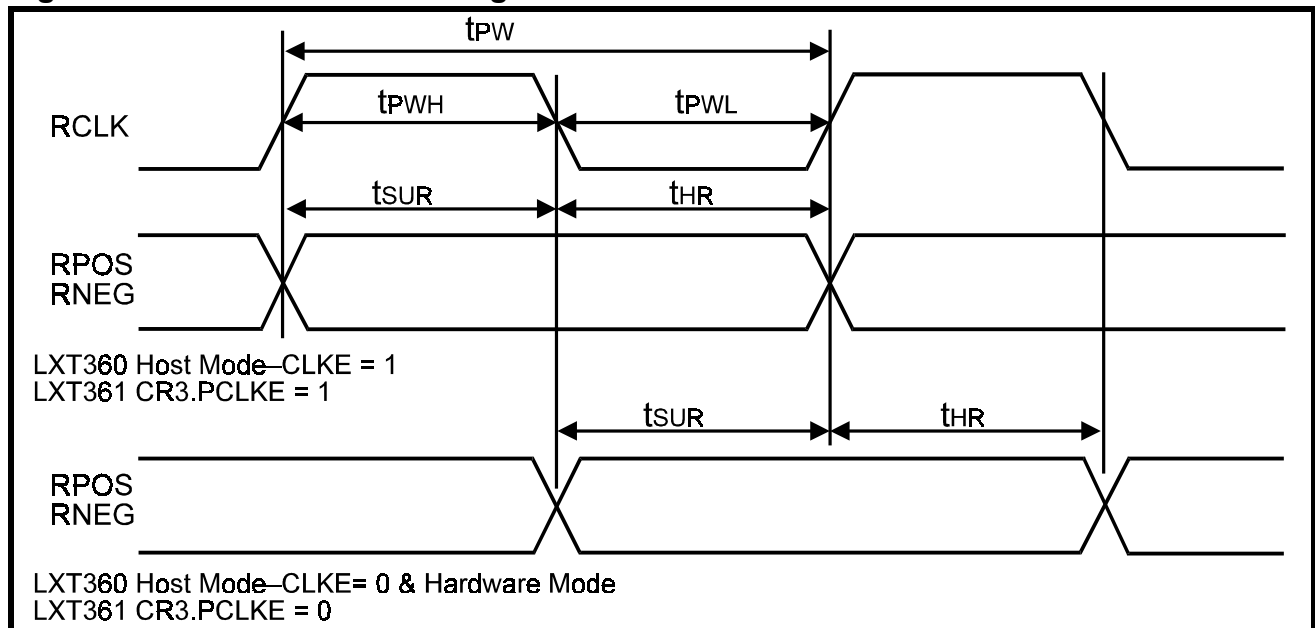 tPW
tPWH
tPWL
RCLK
tSUR
tHR
RPOS
RNEG
LXT360 Host Mode–CLKE = 1
LXT361 CR3.PCLKE = 1
tSUR
tHR
RPOS
RNEG
LXT360 Host Mode–CLKE= 0 & Hardware Mode
LXT361 CR3.PCLKE = 0